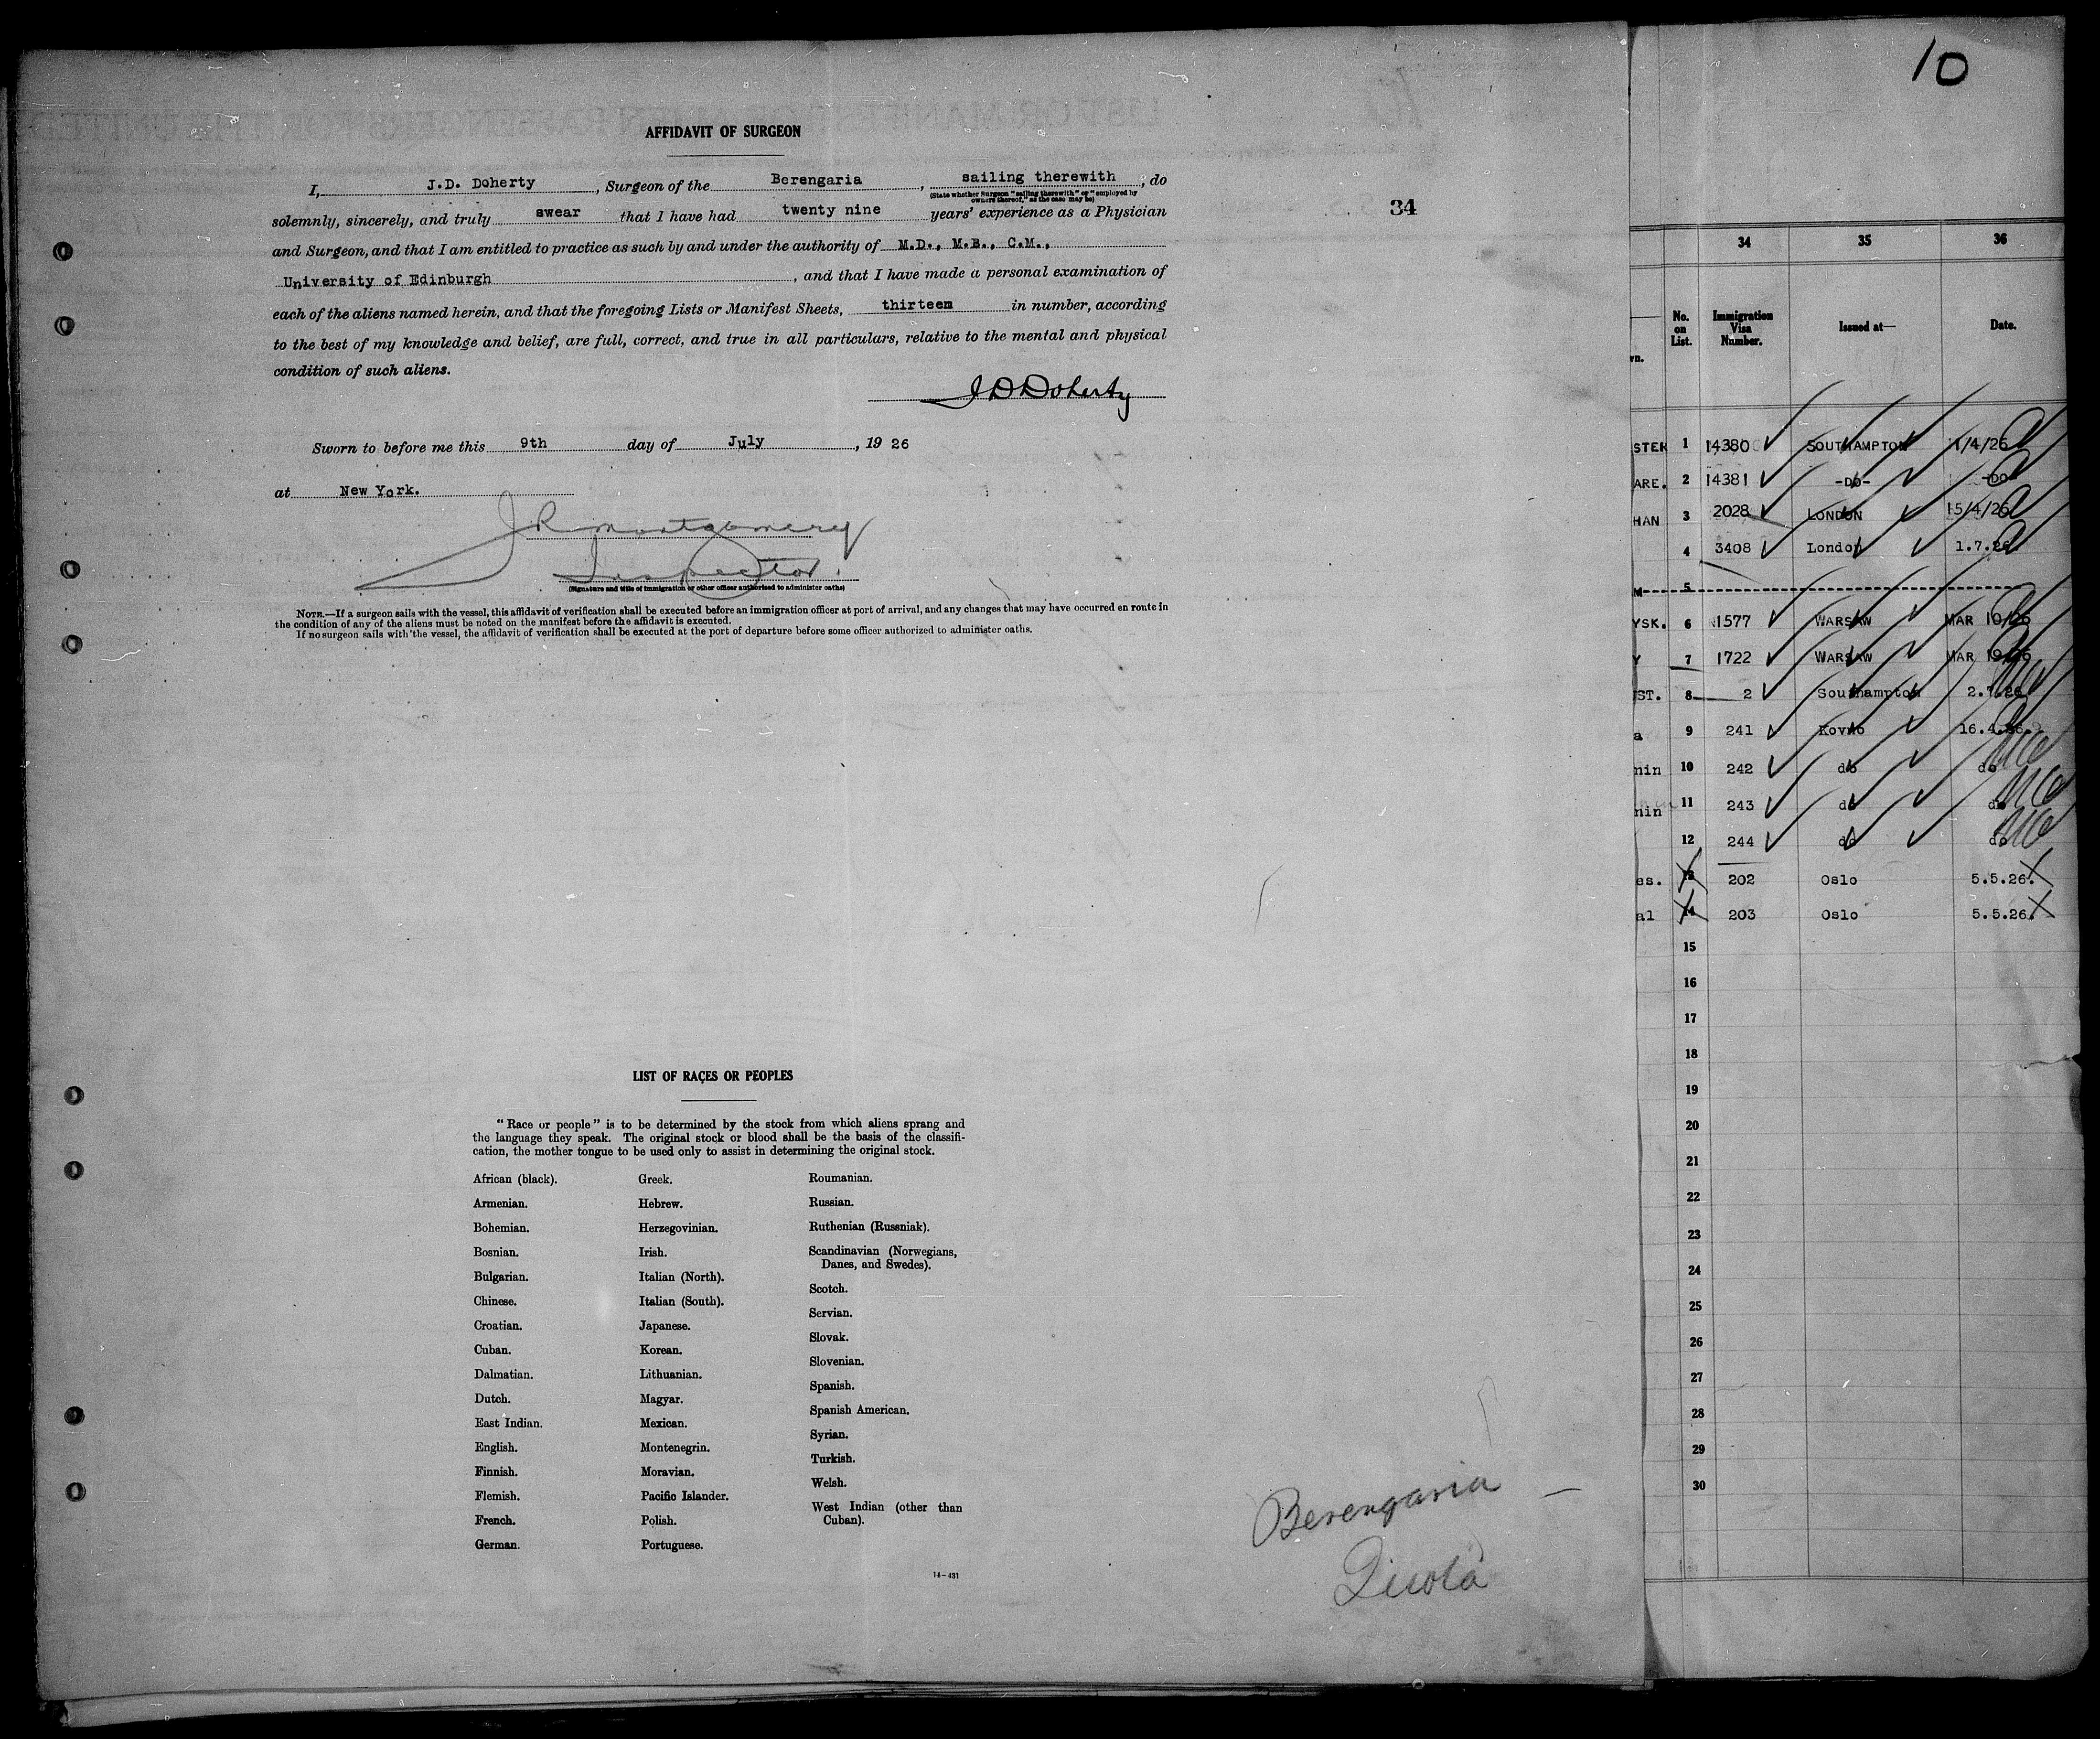 10
AFFIDAVIT OF SURGEON
I, J.D. Doherty, Surgeon of the Berengaria, sailing therewith, do
(State whether Surgeon "sailing therewith" or "employed by
owners thereof," as the case may be)
solemnly, sincerely, and truly swear that I have had twenty nine years' experience as a Physician
34
and Surgeon, and that I am entitled to practice as such by and under the authority of M.D., M.B., C.M.,
University of Edinburgh, and that I have made a personal examination of
each of the aliens named herein, and that the foregoing Lists or Manifest Sheets, thirteen in number, according
to the best of my knowledge and belief, are full, correct, and true in all particulars, relative to the mental and physical
condition of such aliens.
J D Doherty
Sworn to before me this 9th day of July, 19 26
at New York.
J R Montgomery
Inspector.
(Signature and title of immigration or other officer authorized to administer oaths)
NOTE.—If a surgeon sails with the vessel, this affidavit of verification shall be executed before an immigration officer at port of arrival, and any changes that may have occurred en route in
the condition of any of the aliens must be noted on the manifest before the affidavit is executed.
If no surgeon sails with the vessel, the affidavit of verification shall be executed at the port of departure before some officer authorized to administer oaths.
LIST OF RACES OR PEOPLES
"Race or people" is to be determined by the stock from which aliens sprang and
the language they speak. The original stock or blood shall be the basis of the classifi-
cation, the mother tongue to be used only to assist in determining the original stock.
African (black).
Armenian.
Bohemian.
Bosnian.
Bulgarian.
Chinese.
Croatian.
Cuban.
Dalmatian.
Dutch.
East Indian.
English.
Finnish.
Flemish.
French.
German.
Greek.
Hebrew.
Herzegovinian.
Irish.
Italian (North).
Italian (South).
Japanese.
Korean.
Lithuanian.
Magyar.
Mexican.
Montenegrin.
Moravian.
Pacific Islander.
Polish.
Portuguese.
Roumanian.
Russian.
Ruthenian (Russniak).
Scandinavian (Norwegians,
Danes, and Swedes).
Scotch.
Servian.
Slovak.
Slovenian.
Spanish.
Spanish American.
Syrian.
Turkish.
Welsh.
West Indian (other than
Cuban).
14-431
Berengaria
34 35 36
wn. No. on List. Immigration Visa Number. Issued at— Date.
STER 1 14380 SOUTHAMPTON 1/4/26
ARE. 2 14381 -DO- -DO-
HAN 3 2028 LONDON 15/4/26
4 3408 London 1.7.26
M 5
YSK. 6 1577 WARSAW MAR 10/26
Y 7 1722 WARSAW MAR 19/26
ST. 8 2 Southampton 2.7.26
a 9 241 Kovno 16.4.26.
nin 10 242 do do
nin 11 243 do do
12 244 do do
es. 13 202 Oslo 5.5.26.
al 14 203 Oslo 5.5.26.
15
16
17
18
19
20
21
22
23
24
25
26
27
28
29
30